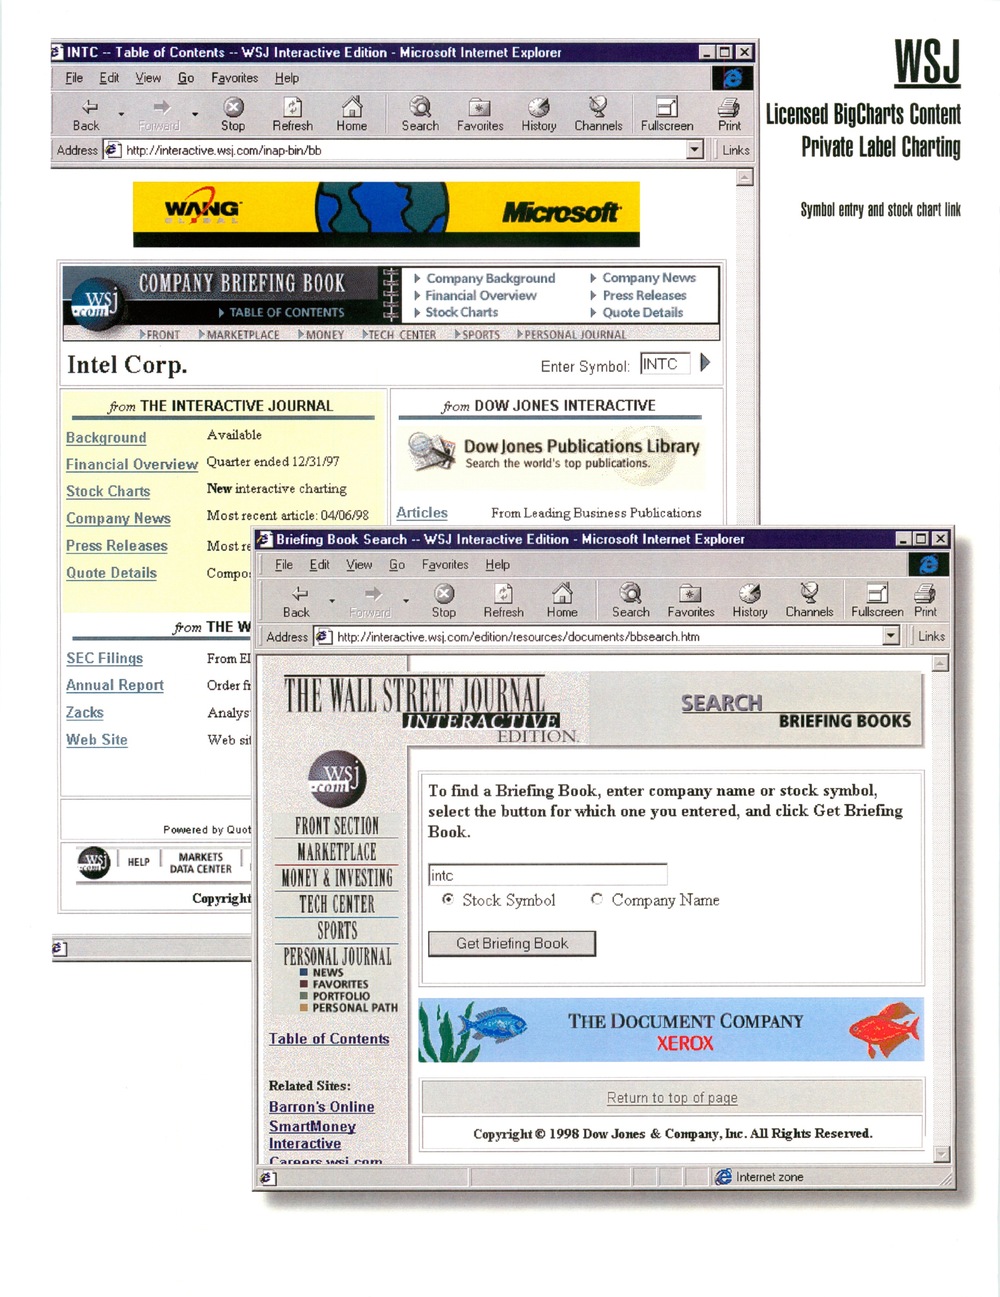 WSJ
Licensed BigCharts Content
Private Label Charting
Symbol entry and stock chart link
INTC -- Table of Contents -- WSJ Interactive Edition - Microsoft Internet Explorer
File Edit View Go Favorites Help
Back Forward Stop Refresh Home Search Favorites History Channels Fullscreen Print
Address http://interactive.wsj.com/inap-bin/bb Links
WANG GLOBAL Microsoft
wsj.com
COMPANY BRIEFING BOOK
TABLE OF CONTENTS
Company Background Company News
Financial Overview Press Releases
Stock Charts Quote Details
FRONT MARKETPLACE MONEY TECH CENTER SPORTS PERSONAL JOURNAL
Intel Corp. Enter Symbol: INTC
from THE INTERACTIVE JOURNAL
Background Available
Financial Overview Quarter ended 12/31/97
Stock Charts New interactive charting
Company News Most recent article: 04/06/98
Press Releases Most re
Quote Details Compo
from DOW JONES INTERACTIVE
Dow Jones Publications Library
Search the world's top publications.
Articles From Leading Business Publications
from THE W
SEC Filings From EI
Annual Report Order fi
Zacks Analys
Web Site Web sit
Powered by Quot
wsj.com HELP MARKETS DATA CENTER
Copyright
Briefing Book Search -- WSJ Interactive Edition - Microsoft Internet Explorer
File Edit View Go Favorites Help
Back Forward Stop Refresh Home Search Favorites History Channels Fullscreen Print
Address http://interactive.wsj.com/edition/resources/documents/bbsearch.htm Links
THE WALL STREET JOURNAL
INTERACTIVE
EDITION.
SEARCH
BRIEFING BOOKS
wsj.com
FRONT SECTION
MARKETPLACE
MONEY & INVESTING
TECH CENTER
SPORTS
PERSONAL JOURNAL
NEWS
FAVORITES
PORTFOLIO
PERSONAL PATH
Table of Contents
Related Sites:
Barron's Online
SmartMoney
Interactive
Careers.wsj.com
To find a Briefing Book, enter company name or stock symbol,
select the button for which one you entered, and click Get Briefing
Book.
intc
Stock Symbol Company Name
Get Briefing Book
THE DOCUMENT COMPANY
XEROX
Return to top of page
Copyright © 1998 Dow Jones & Company, Inc. All Rights Reserved.
Internet zone